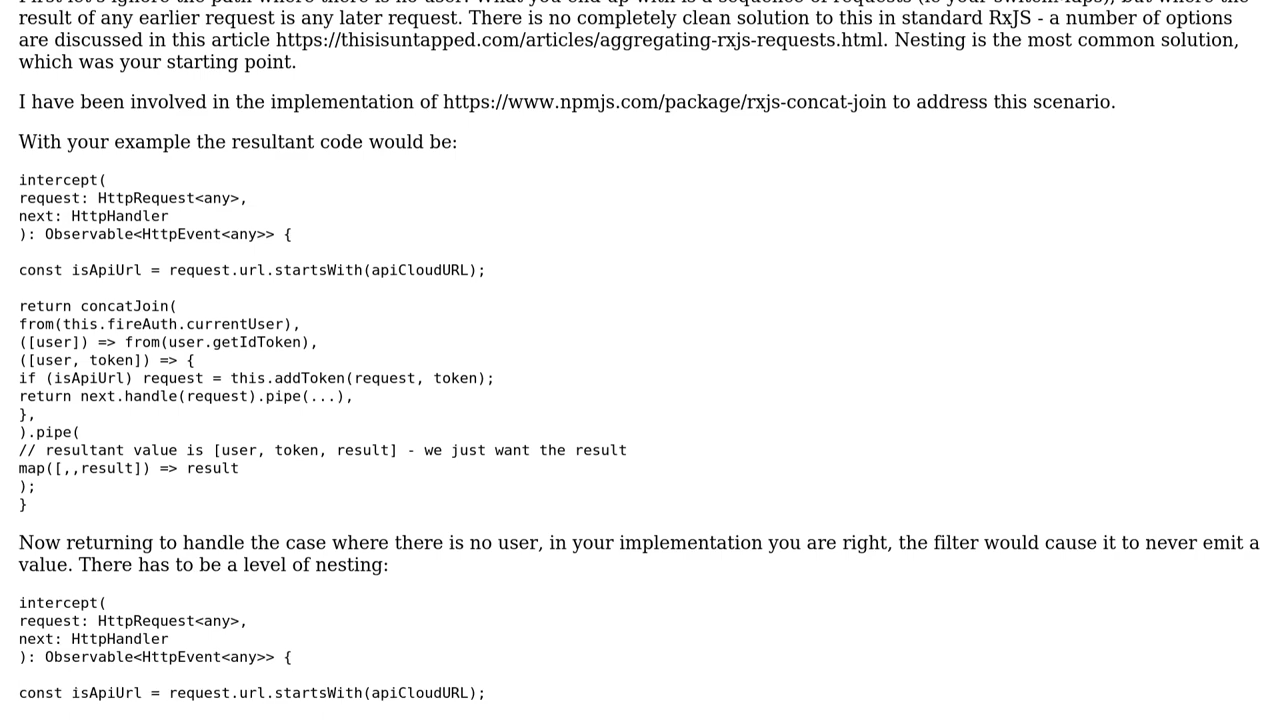 result of any earlier request is any later request. There is no completely clean solution to this in standard RxJS - a number of options
are discussed in this article https://thisisuntapped.com/articles/aggregating-rxjs-requests.html. Nesting is the most common solution,
which was your starting point.
I have been involved in the implementation of https://www.npmjs.com/package/rxjs-concat-join to address this scenario.
With your example the resultant code would be:
intercept(
request: HttpRequest<any>,
next: HttpHandler
): Observable<HttpEvent<any>> {
const isApiUrl = request.url.startsWith(apiCloudURL);
return concatJoin(
from(this.fireAuth.currentUser),
([user]) => from(user.getIdToken),
([user, token]) => {
if (isApiUrl) request = this.addToken(request, token);
return next.handle(request).pipe(...),
},
).pipe(
// resultant value is [user, token, result] - we just want the result
map([,,result]) => result
);
}
Now returning to handle the case where there is no user, in your implementation you are right, the filter would cause it to never emit a
value. There has to be a level of nesting:
intercept(
request: HttpRequest<any>,
next: HttpHandler
): Observable<HttpEvent<any>> {
const isApiUrl = request.url.startsWith(apiCloudURL);